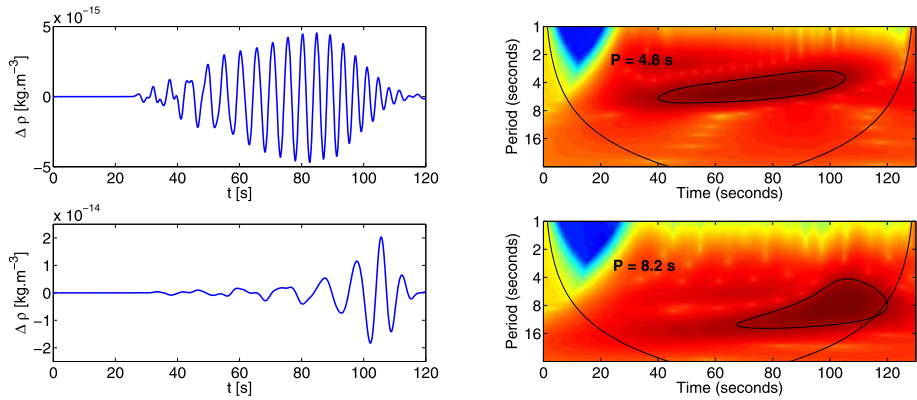 x 10⁻¹⁵
5
0
−5
Δ ρ [kg.m⁻³]
0 20 40 60 80 100 120
t [s]
1
2
4
8
16
Period (seconds)
P = 4.8 s
0 20 40 60 80 100 120
Time (seconds)
x 10⁻¹⁴
2
1
0
−1
−2
Δ ρ [kg.m⁻³]
0 20 40 60 80 100 120
t [s]
1
2
4
8
16
Period (seconds)
P = 8.2 s
0 20 40 60 80 100 120
Time (seconds)